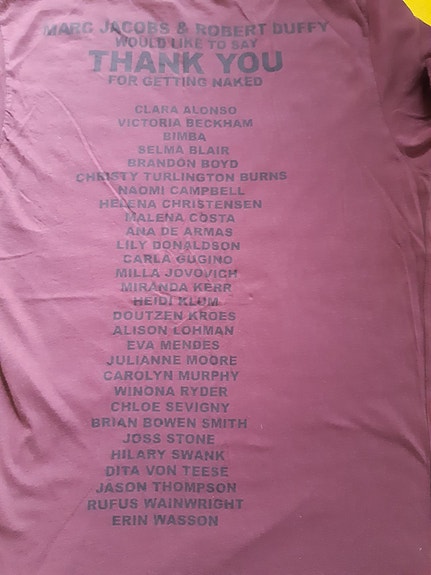 MARC JACOBS & ROBERT DUFFY
WOULD LIKE TO SAY
THANK YOU
FOR GETTING NAKED
CLARA ALONSO
VICTORIA BECKHAM
BIMBA
SELMA BLAIR
BRANDON BOYD
CHRISTY TURLINGTON BURNS
NAOMI CAMPBELL
HELENA CHRISTENSEN
MALENA COSTA
ANA DE ARMAS
LILY DONALDSON
CARLA GUGINO
MILLA JOVOVICH
MIRANDA KERR
HEIDI KLUM
DOUTZEN KROES
ALISON LOHMAN
EVA MENDES
JULIANNE MOORE
CAROLYN MURPHY
WINONA RYDER
CHLOE SEVIGNY
BRIAN BOWEN SMITH
JOSS STONE
HILARY SWANK
DITA VON TEESE
JASON THOMPSON
RUFUS WAINWRIGHT
ERIN WASSON